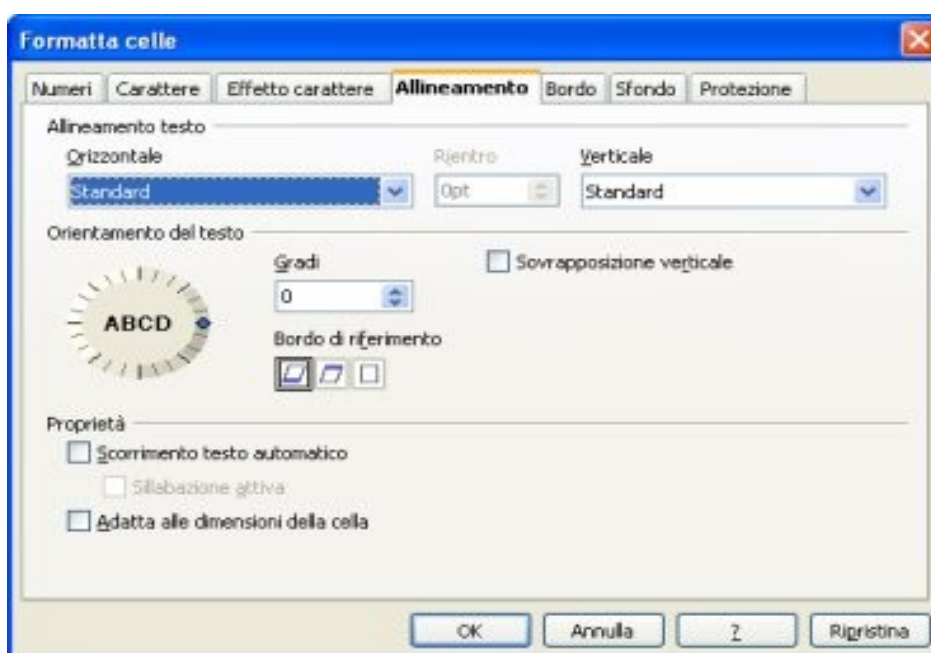 Formatta celle
Numeri Carattere Effetto carattere Allineamento Bordo Sfondo Protezione
Allineamento testo
Orizzontale Rientro Verticale
Standard 0pt Standard
Orientamento del testo
Gradi Sovrapposizione verticale
0
ABCD
Bordo di riferimento
Proprietà
Scorrimento testo automatico
Sillabazione attiva
Adatta alle dimensioni della cella
OK Annulla ? Ripristina